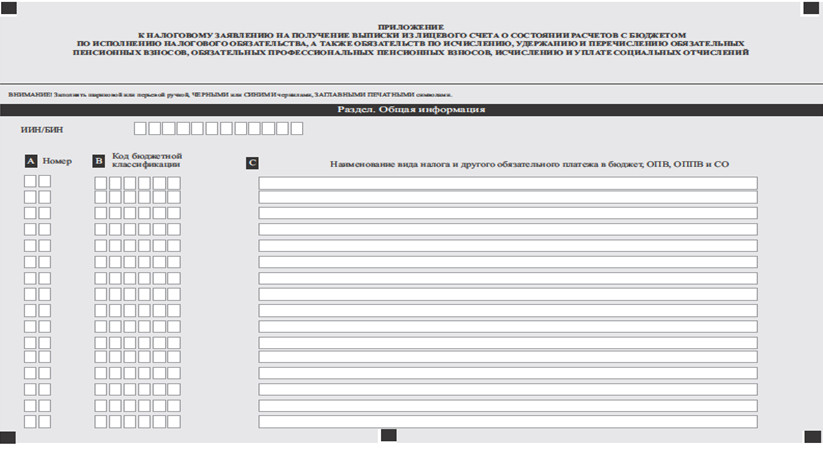 ПРИЛОЖЕНИЕ
К НАЛОГОВОМУ ЗАЯВЛЕНИЮ НА ПОЛУЧЕНИЕ ВЫПИСКИ ИЗ ЛИЦЕВОГО СЧЕТА О СОСТОЯНИИ РАСЧЕТОВ С БЮДЖЕТОМ
ПО ИСПОЛНЕНИЮ НАЛОГОВОГО ОБЯЗАТЕЛЬСТВА, А ТАКЖЕ ОБЯЗАТЕЛЬСТВ ПО ИСЧИСЛЕНИЮ, УДЕРЖАНИЮ И ПЕРЕЧИСЛЕНИЮ ОБЯЗАТЕЛЬНЫХ
ПЕНСИОННЫХ ВЗНОСОВ, ОБЯЗАТЕЛЬНЫХ ПРОФЕССИОНАЛЬНЫХ ПЕНСИОННЫХ ВЗНОСОВ, ИСЧИСЛЕНИЮ И УПЛАТЕ СОЦИАЛЬНЫХ ОТЧИСЛЕНИЙ
ВНИМАНИЕ! Заполнять шариковой или перьевой ручкой, ЧЕРНЫМИ или СИНИМИ чернилами, ЗАГЛАВНЫМИ ПЕЧАТНЫМИ символами.
Раздел. Общая информация
ИИН/БИН
A Номер
B Код бюджетной
классификации
C Наименование вида налога и другого обязательного платежа в бюджет, ОПВ, ОППВ и СО